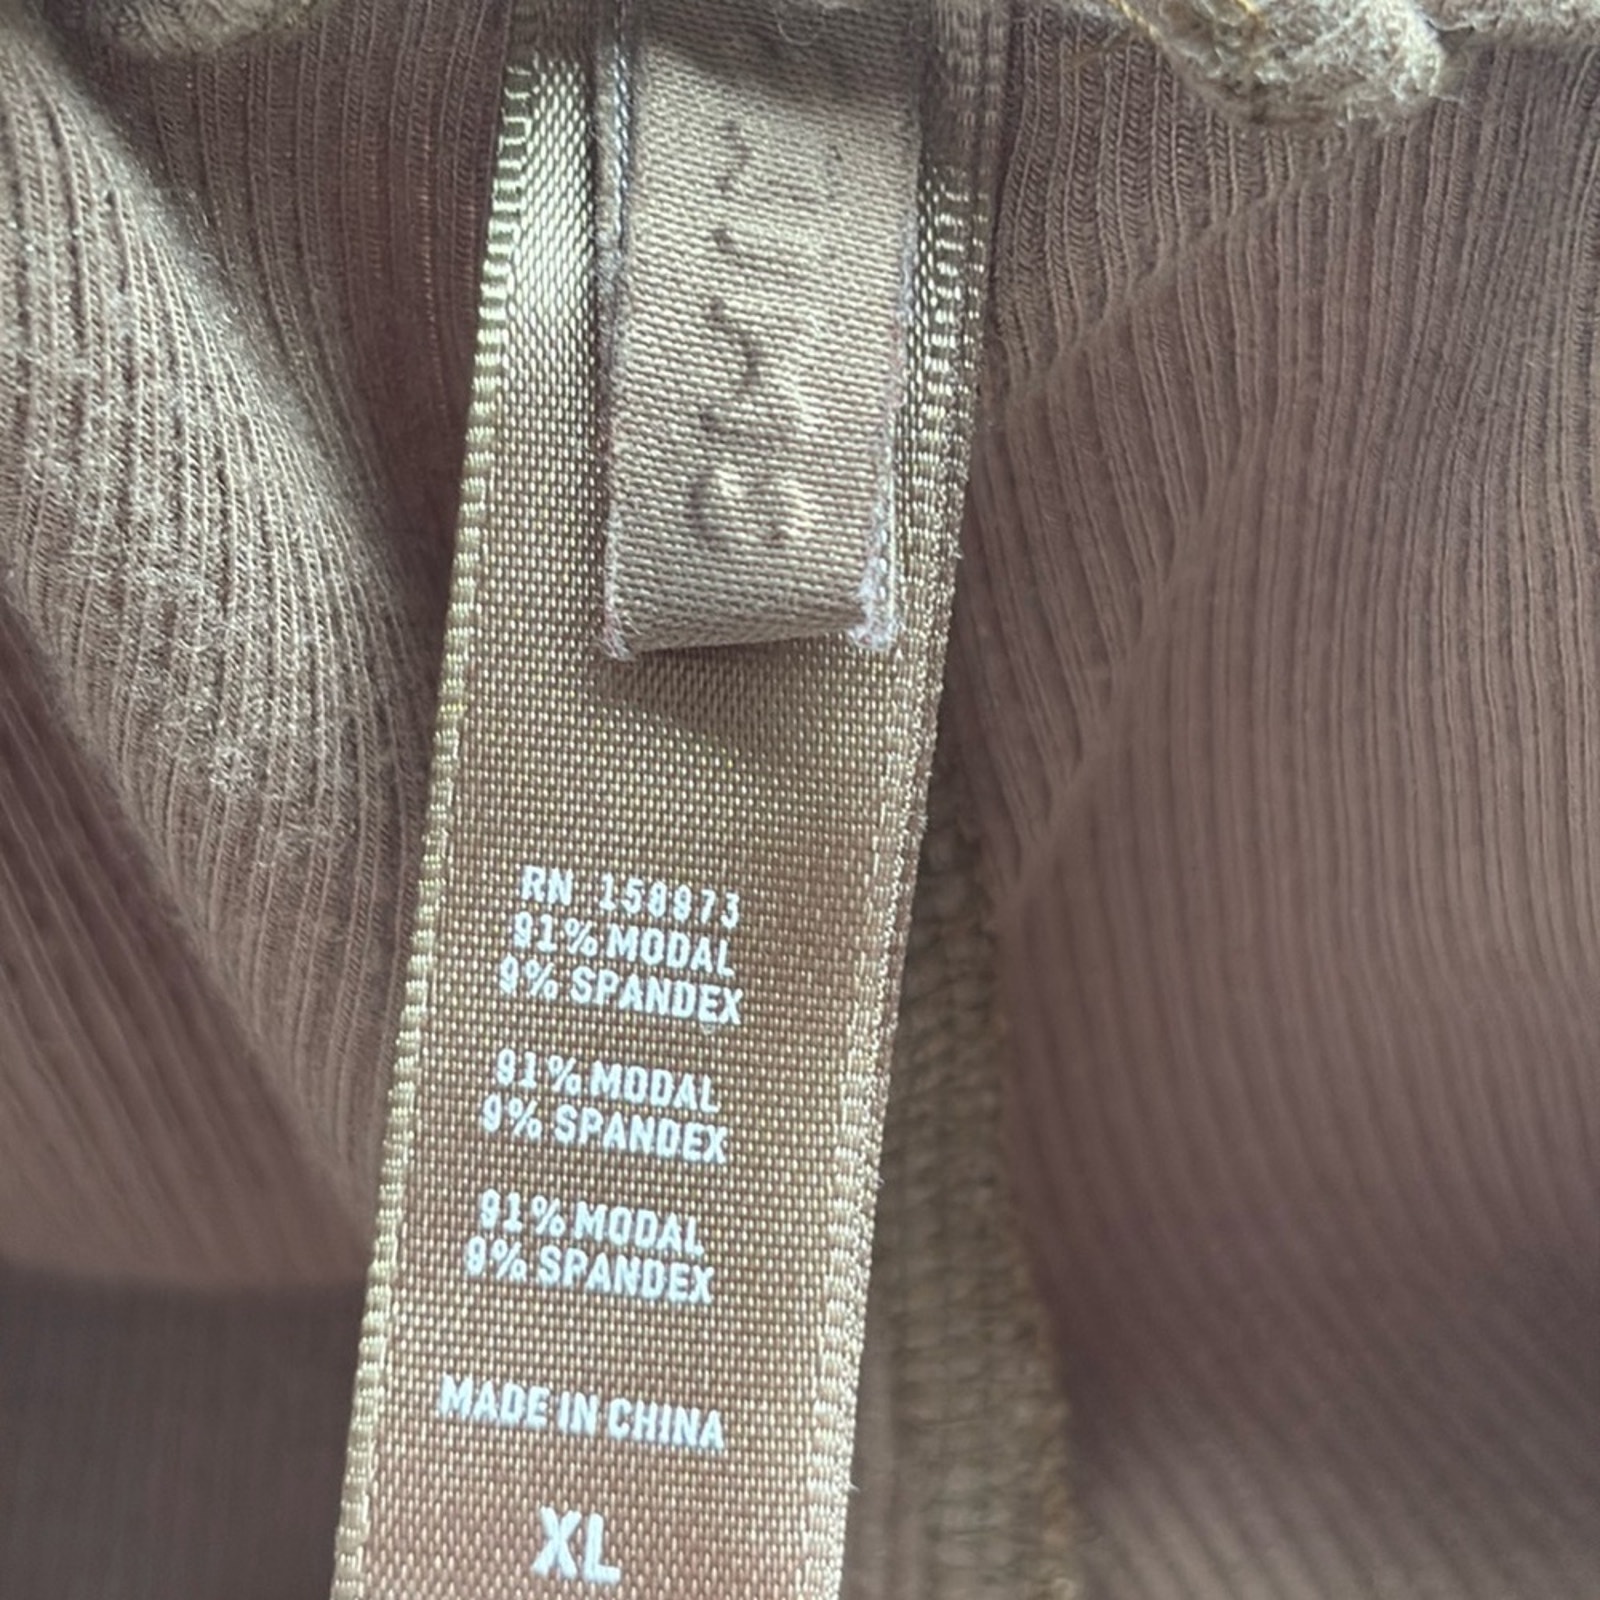 RN 158973
91% MODAL
9% SPANDEX
91% MODAL
9% SPANDEX
91% MODAL
9% SPANDEX
MADE IN CHINA
XL